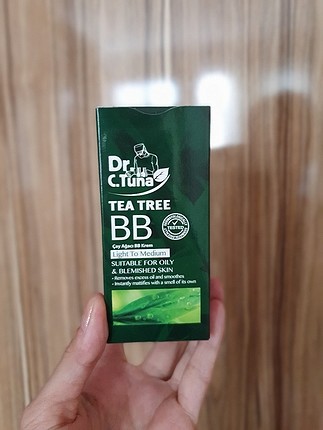 Dr.
C.Tuna
TEA TREE
BB
TESTED
Çay Ağacı BB Krem
Light To Medium
SUITABLE FOR OILY
& BLEMISHED SKIN
- Removes excess oil and smoothes
- Instantly mattifies with a smell of its own